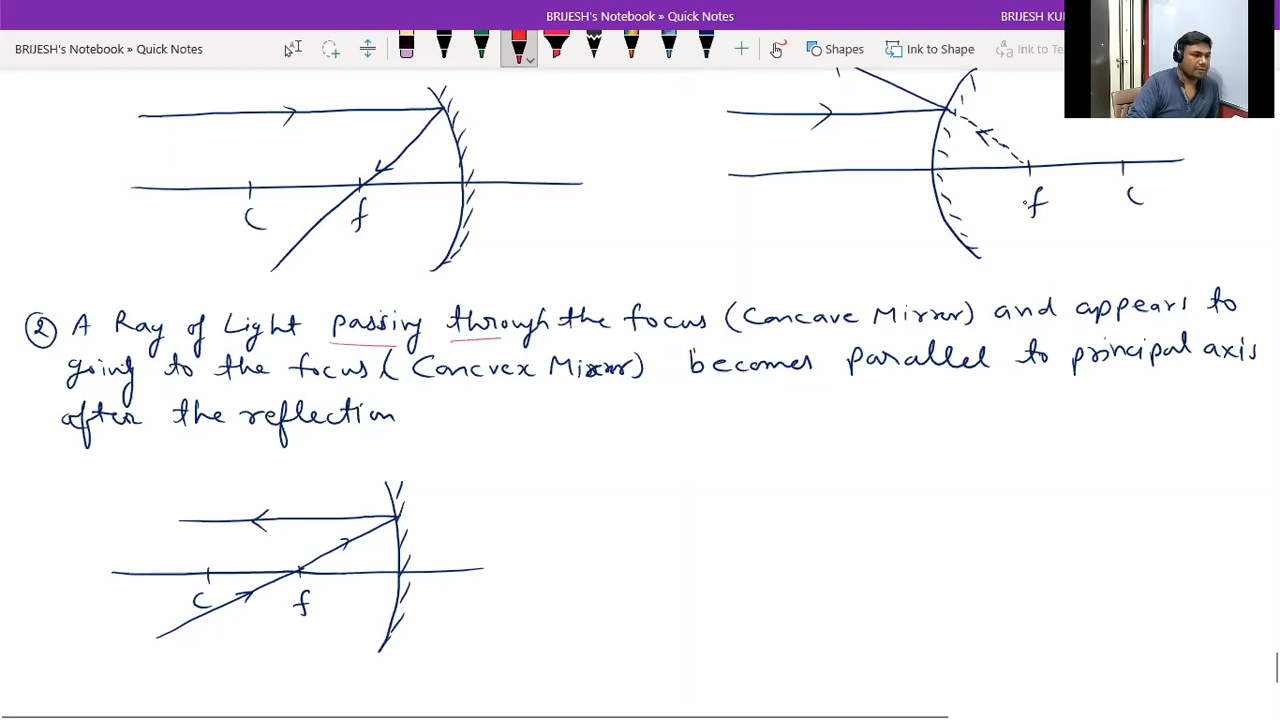 BRIJESH's Notebook » Quick Notes
BRIJESH KU
BRIJESH's Notebook » Quick Notes
Shapes
Ink to Shape
Ink to Te
C
f
f
C
② A Ray of Light passing through the focus (Concave Mirror) and appears to
going to the focus (Concvex Mirror) becomes parallel to principal axis
after the reflection
C
f